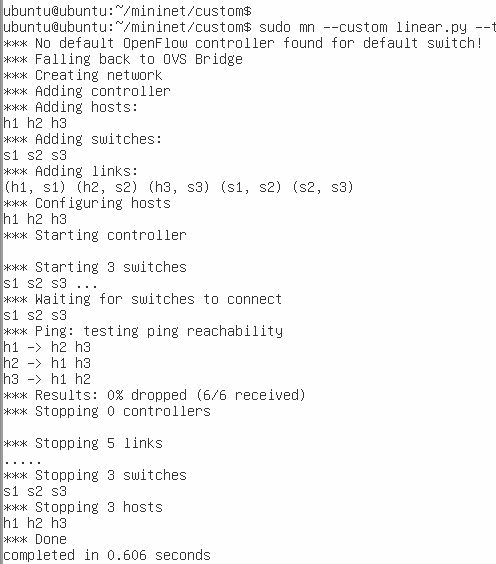 ubuntu@ubuntu:~/mininet/custom$
ubuntu@ubuntu:~/mininet/custom$ sudo mn --custom linear.py --t
*** No default OpenFlow controller found for default switch!
*** Falling back to OVS Bridge
*** Creating network
*** Adding controller
*** Adding hosts:
h1 h2 h3
*** Adding switches:
s1 s2 s3
*** Adding links:
(h1, s1) (h2, s2) (h3, s3) (s1, s2) (s2, s3)
*** Configuring hosts
h1 h2 h3
*** Starting controller

*** Starting 3 switches
s1 s2 s3 ...
*** Waiting for switches to connect
s1 s2 s3
*** Ping: testing ping reachability
h1 -> h2 h3
h2 -> h1 h3
h3 -> h1 h2
*** Results: 0% dropped (6/6 received)
*** Stopping 0 controllers

*** Stopping 5 links
.....
*** Stopping 3 switches
s1 s2 s3
*** Stopping 3 hosts
h1 h2 h3
*** Done
completed in 0.606 seconds